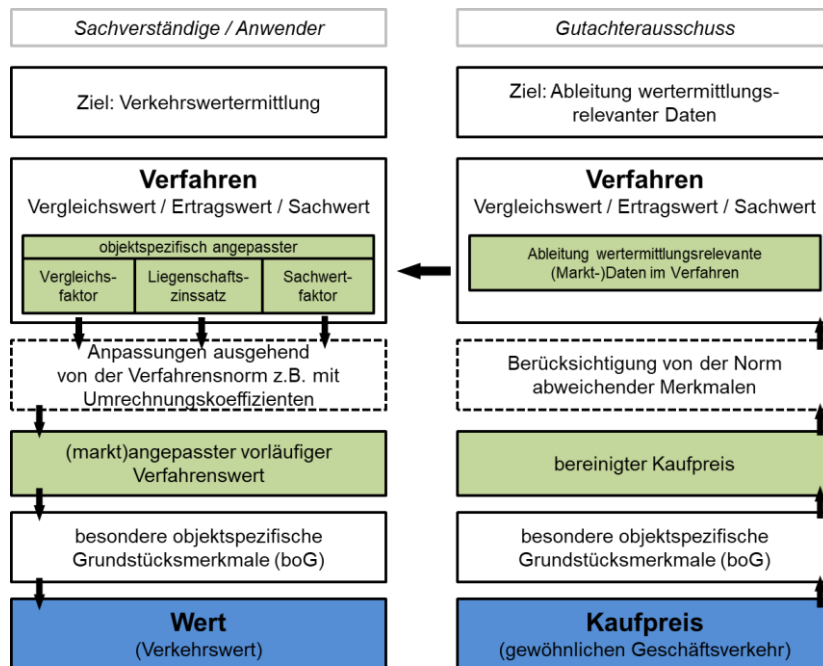 Sachverständige / Anwender
Ziel: Verkehrswertermittlung
Verfahren
Vergleichswert / Ertragswert / Sachwert
objektspezifisch angepasster
Vergleichs-
faktor
Liegenschafts-
zinssatz
Sachwert-
faktor
Anpassungen ausgehend
von der Verfahrensnorm z.B. mit
Umrechnungskoeffizienten
(markt)angepasster vorläufiger
Verfahrenswert
besondere objektspezifische
Grundstücksmerkmale (boG)
Wert
(Verkehrswert)
Gutachterausschuss
Ziel: Ableitung wertermittlungs-
relevanter Daten
Verfahren
Vergleichswert / Ertragswert / Sachwert
Ableitung wertermittlungsrelevante
(Markt-)Daten im Verfahren
Berücksichtigung von der Norm
abweichender Merkmalen
bereinigter Kaufpreis
besondere objektspezifische
Grundstücksmerkmale (boG)
Kaufpreis
(gewöhnlichen Geschäftsverkehr)